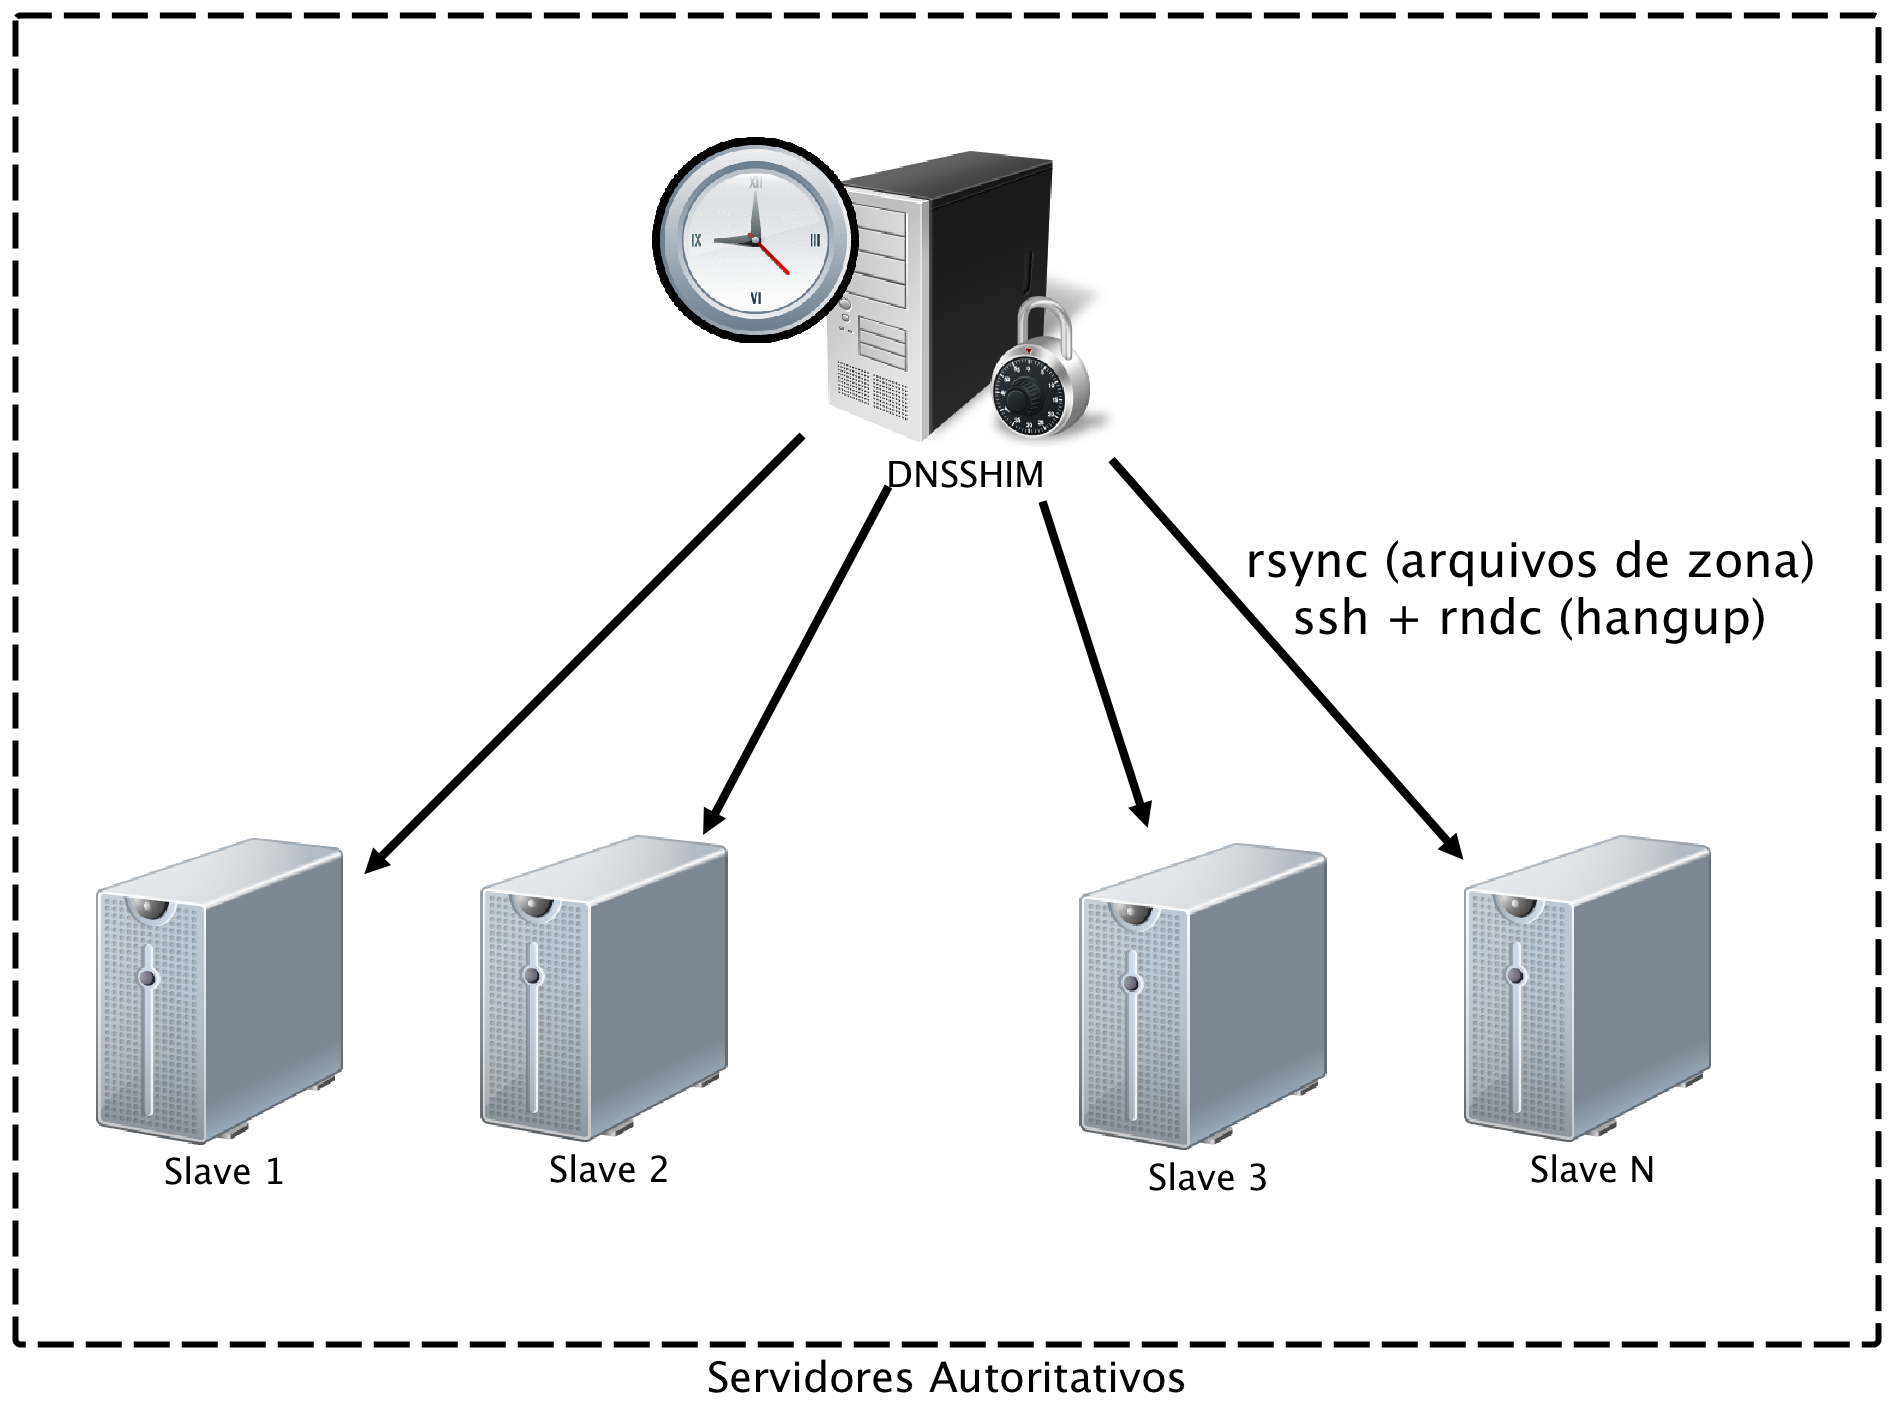 XII
IX
III
VI
DNSSHIM
rsync (arquivos de zona)
ssh + rndc (hangup)
Slave 1
Slave 2
Slave 3
Slave N
Servidores Autoritativos